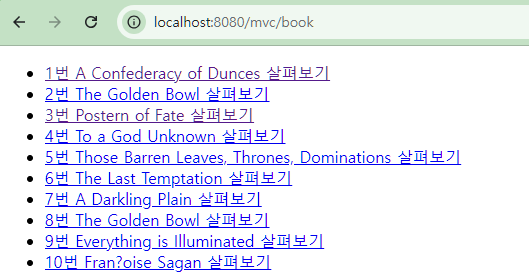 localhost:8080/mvc/book
1번 A Confederacy of Dunces 살펴보기
2번 The Golden Bowl 살펴보기
3번 Postern of Fate 살펴보기
4번 To a God Unknown 살펴보기
5번 Those Barren Leaves, Thrones, Dominations 살펴보기
6번 The Last Temptation 살펴보기
7번 A Darkling Plain 살펴보기
8번 The Golden Bowl 살펴보기
9번 Everything is Illuminated 살펴보기
10번 Fran?oise Sagan 살펴보기